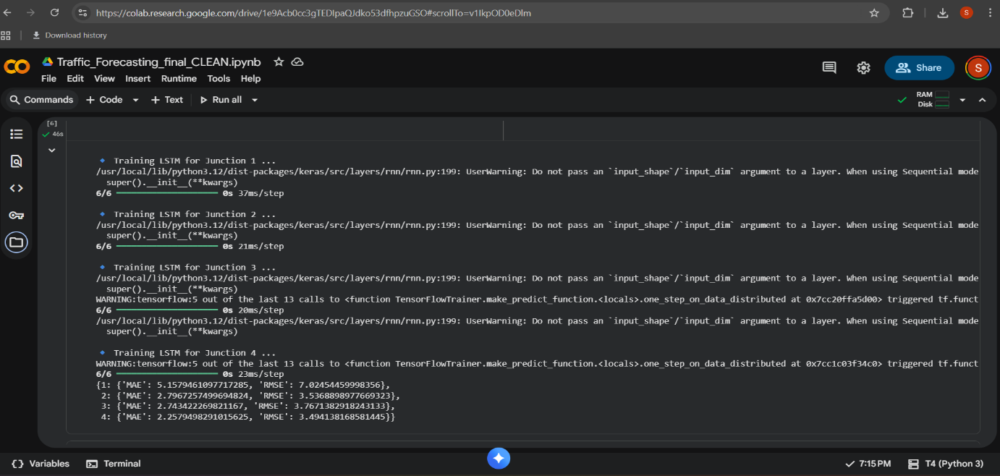 https://colab.research.google.com/drive/1e9Acb0cc3gTEDIpaQJdko53dfhpzuGSO#scrollTo=v1IkpOD0eDlm
S
Download history
CO
Traffic_Forecasting_final_CLEAN.ipynb
File Edit View Insert Runtime Tools Help
Share
S
Commands + Code + Text Run all
RAM
Disk
[6]
46s
Training LSTM for Junction 1 ...
/usr/local/lib/python3.12/dist-packages/keras/src/layers/rnn/rnn.py:199: UserWarning: Do not pass an `input_shape`/`input_dim` argument to a layer. When using Sequential mode
super().__init__(**kwargs)
6/6 0s 37ms/step
Training LSTM for Junction 2 ...
/usr/local/lib/python3.12/dist-packages/keras/src/layers/rnn/rnn.py:199: UserWarning: Do not pass an `input_shape`/`input_dim` argument to a layer. When using Sequential mode
super().__init__(**kwargs)
6/6 0s 21ms/step
Training LSTM for Junction 3 ...
/usr/local/lib/python3.12/dist-packages/keras/src/layers/rnn/rnn.py:199: UserWarning: Do not pass an `input_shape`/`input_dim` argument to a layer. When using Sequential mode
super().__init__(**kwargs)
WARNING:tensorflow:5 out of the last 13 calls to <function TensorFlowTrainer.make_predict_function.<locals>.one_step_on_data_distributed at 0x7cc20ffa5d00> triggered tf.funct
6/6 0s 20ms/step
/usr/local/lib/python3.12/dist-packages/keras/src/layers/rnn/rnn.py:199: UserWarning: Do not pass an `input_shape`/`input_dim` argument to a layer. When using Sequential mode
super().__init__(**kwargs)
Training LSTM for Junction 4 ...
WARNING:tensorflow:5 out of the last 13 calls to <function TensorFlowTrainer.make_predict_function.<locals>.one_step_on_data_distributed at 0x7cc1c03f34c0> triggered tf.funct
6/6 0s 23ms/step
{1: {'MAE': 5.1579461097717285, 'RMSE': 7.02454459998356},
2: {'MAE': 2.7967257499694824, 'RMSE': 3.5368898977669323},
3: {'MAE': 2.743422269821167, 'RMSE': 3.7671382918243133},
4: {'MAE': 2.2579498291015625, 'RMSE': 3.494138168581445}}
{} Variables Terminal
7:15 PM T4 (Python 3)